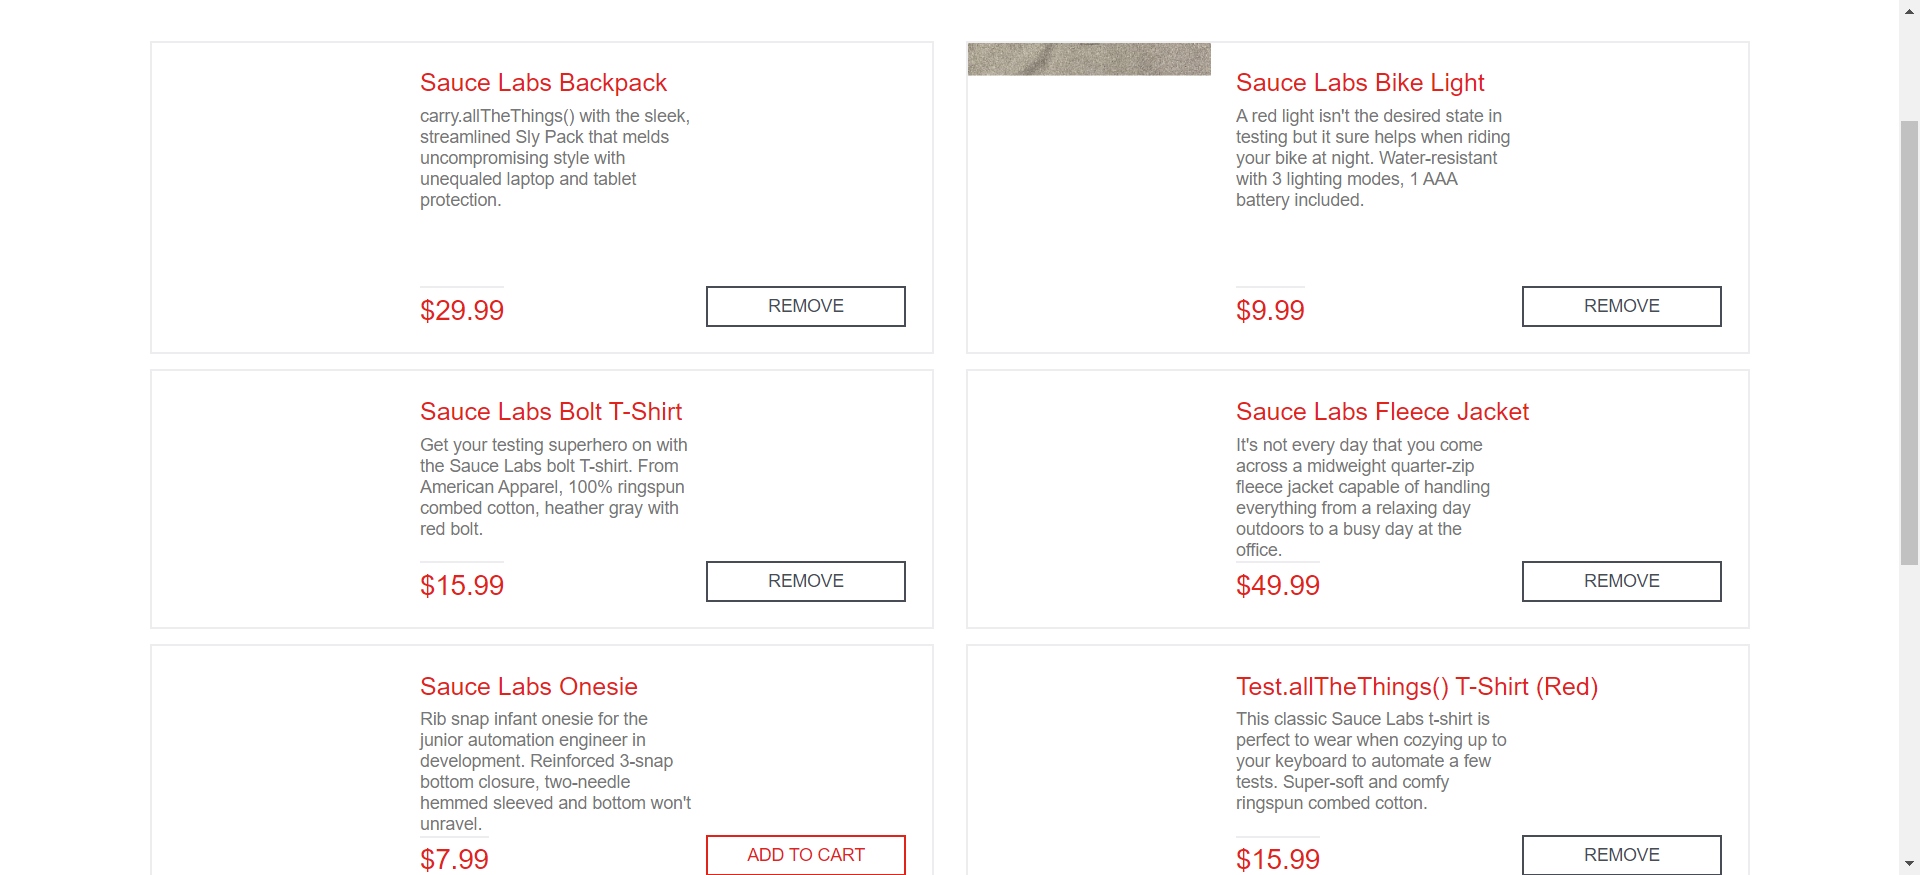 Sauce Labs Backpack
carry.allTheThings() with the sleek,
streamlined Sly Pack that melds
uncompromising style with
unequaled laptop and tablet
protection.
$29.99
REMOVE
Sauce Labs Bike Light
A red light isn't the desired state in
testing but it sure helps when riding
your bike at night. Water-resistant
with 3 lighting modes, 1 AAA
battery included.
$9.99
REMOVE
Sauce Labs Bolt T-Shirt
Get your testing superhero on with
the Sauce Labs bolt T-shirt. From
American Apparel, 100% ringspun
combed cotton, heather gray with
red bolt.
$15.99
REMOVE
Sauce Labs Fleece Jacket
It's not every day that you come
across a midweight quarter-zip
fleece jacket capable of handling
everything from a relaxing day
outdoors to a busy day at the
office.
$49.99
REMOVE
Sauce Labs Onesie
Rib snap infant onesie for the
junior automation engineer in
development. Reinforced 3-snap
bottom closure, two-needle
hemmed sleeved and bottom won't
unravel.
$7.99
ADD TO CART
Test.allTheThings() T-Shirt (Red)
This classic Sauce Labs t-shirt is
perfect to wear when cozying up to
your keyboard to automate a few
tests. Super-soft and comfy
ringspun combed cotton.
$15.99
REMOVE